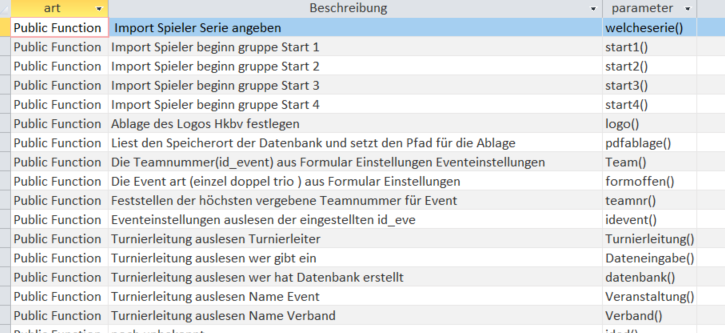 art Beschreibung parameter
Public Function Import Spieler Serie angeben welcheserie()
Public Function Import Spieler beginn gruppe Start 1 start1()
Public Function Import Spieler beginn gruppe Start 2 start2()
Public Function Import Spieler beginn gruppe Start 3 start3()
Public Function Import Spieler beginn gruppe Start 4 start4()
Public Function Ablage des Logos Hkbv festlegen logo()
Public Function Liest den Speicherort der Datenbank und setzt den Pfad für die Ablage pdfablage()
Public Function Die Teamnummer(id_event) aus Formular Einstellungen Eventeinstellungen Team()
Public Function Die Event art (einzel doppel trio ) aus Formular Einstellungen formoffen()
Public Function Feststellen der höchsten vergebene Teamnummer für Event teamnr()
Public Function Eventeinstellungen auslesen der eingestellten id_eve idevent()
Public Function Turnierleitung auslesen Turnierleiter Turnierleitung()
Public Function Turnierleitung auslesen wer gibt ein Dateneingabe()
Public Function Turnierleitung auslesen wer hat Datenbank erstellt datenbank()
Public Function Turnierleitung auslesen Name Event Veranstaltung()
Public Function Turnierleitung auslesen Name Verband Verband()